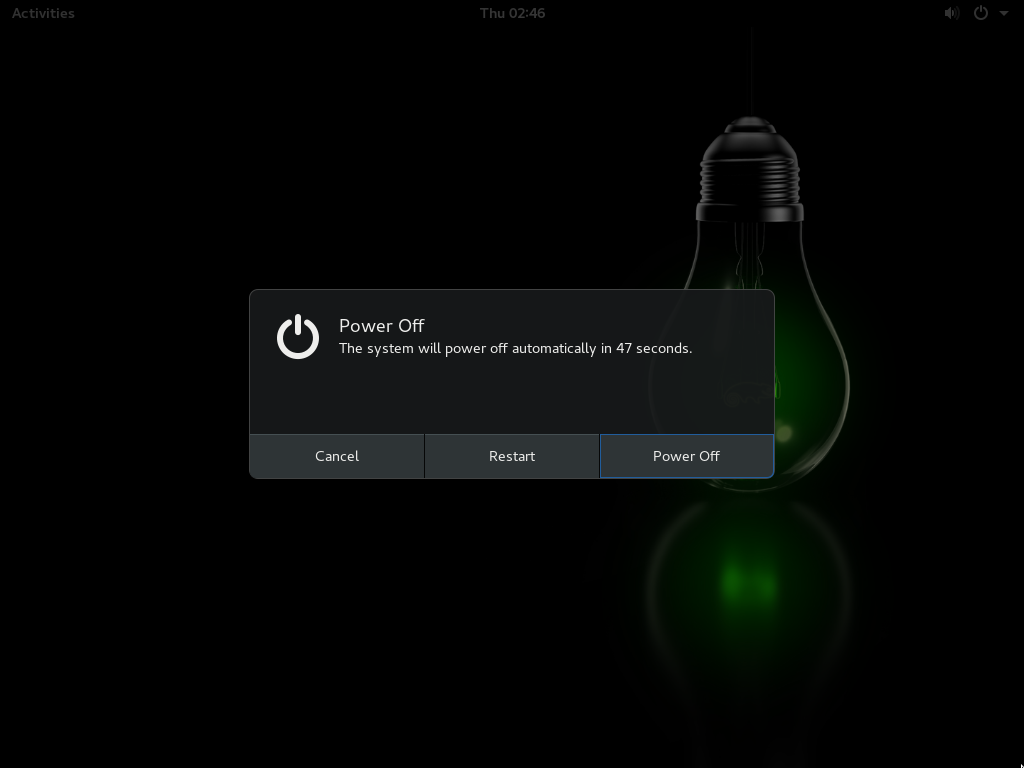 Activities Thu 02:46
Power Off
The system will power off automatically in 47 seconds.
Cancel Restart Power Off